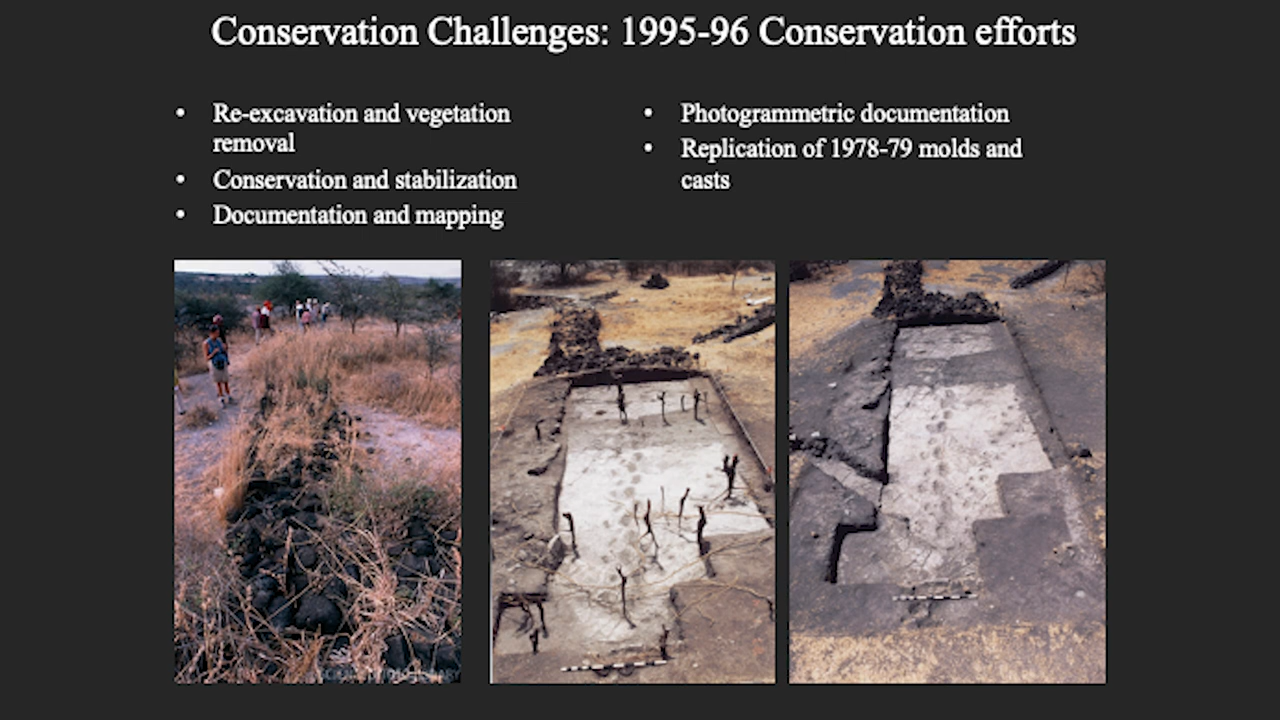 Conservation Challenges: 1995-96 Conservation efforts
• Re-excavation and vegetation
removal
• Conservation and stabilization
• Documentation and mapping
• Photogrammetric documentation
• Replication of 1978-79 molds and
casts